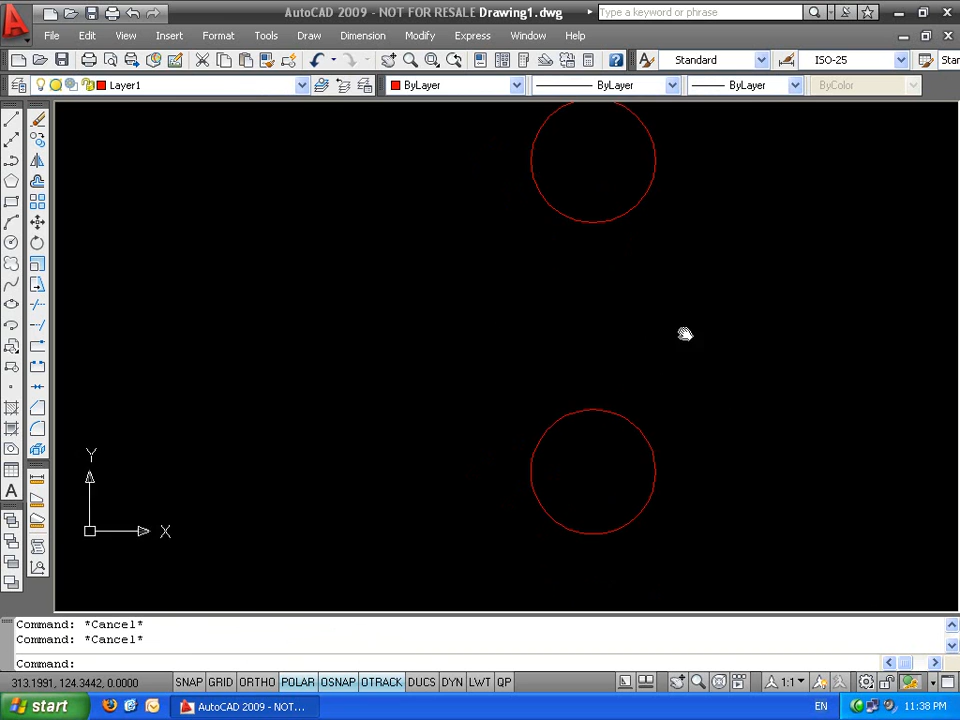 AutoCAD 2009 - NOT FOR RESALE Drawing1.dwg
Type a keyword or phrase
File Edit View Insert Format Tools Draw Dimension Modify Express Window Help
Standard ISO-25
Layer1 ByLayer ByLayer ByLayer ByColor
Y
X
A
Command: *Cancel*
Command: *Cancel*
Command:
313.1991, 124.3442, 0.0000 SNAP GRID ORTHO POLAR OSNAP OTRACK DUCS DYN LWT QP 1:1
start AutoCAD 2009 - NOT... EN 11:38 PM